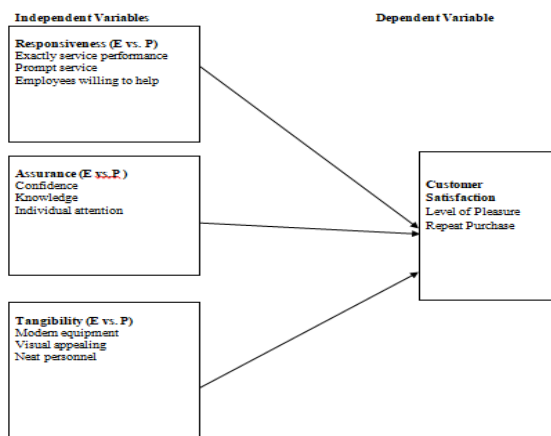 Independent Variables
Dependent Variable
Responsiveness (E vs. P)
Exactly service performance
Prompt service
Employees willing to help
Assurance (E vs. P )
Confidence
Knowledge
Individual attention
Customer
Satisfaction
Level of Pleasure
Repeat Purchase
Tangibility (E vs. P)
Modern equipment
Visual appealing
Neat personnel